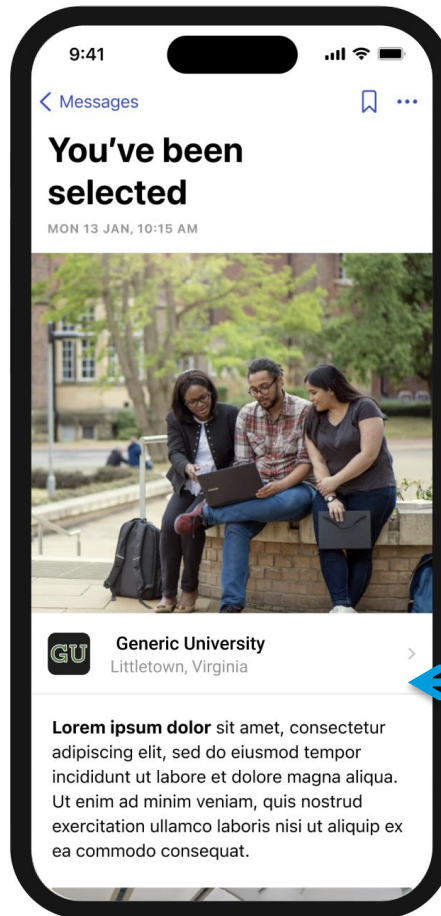 9:41
Messages
You've been
selected
MON 13 JAN, 10:15 AM
GU
Generic University
Littletown, Virginia
Lorem ipsum dolor sit amet, consectetur
adipiscing elit, sed do eiusmod tempor
incididunt ut labore et dolore magna aliqua.
Ut enim ad minim veniam, quis nostrud
exercitation ullamco laboris nisi ut aliquip ex
ea commodo consequat.